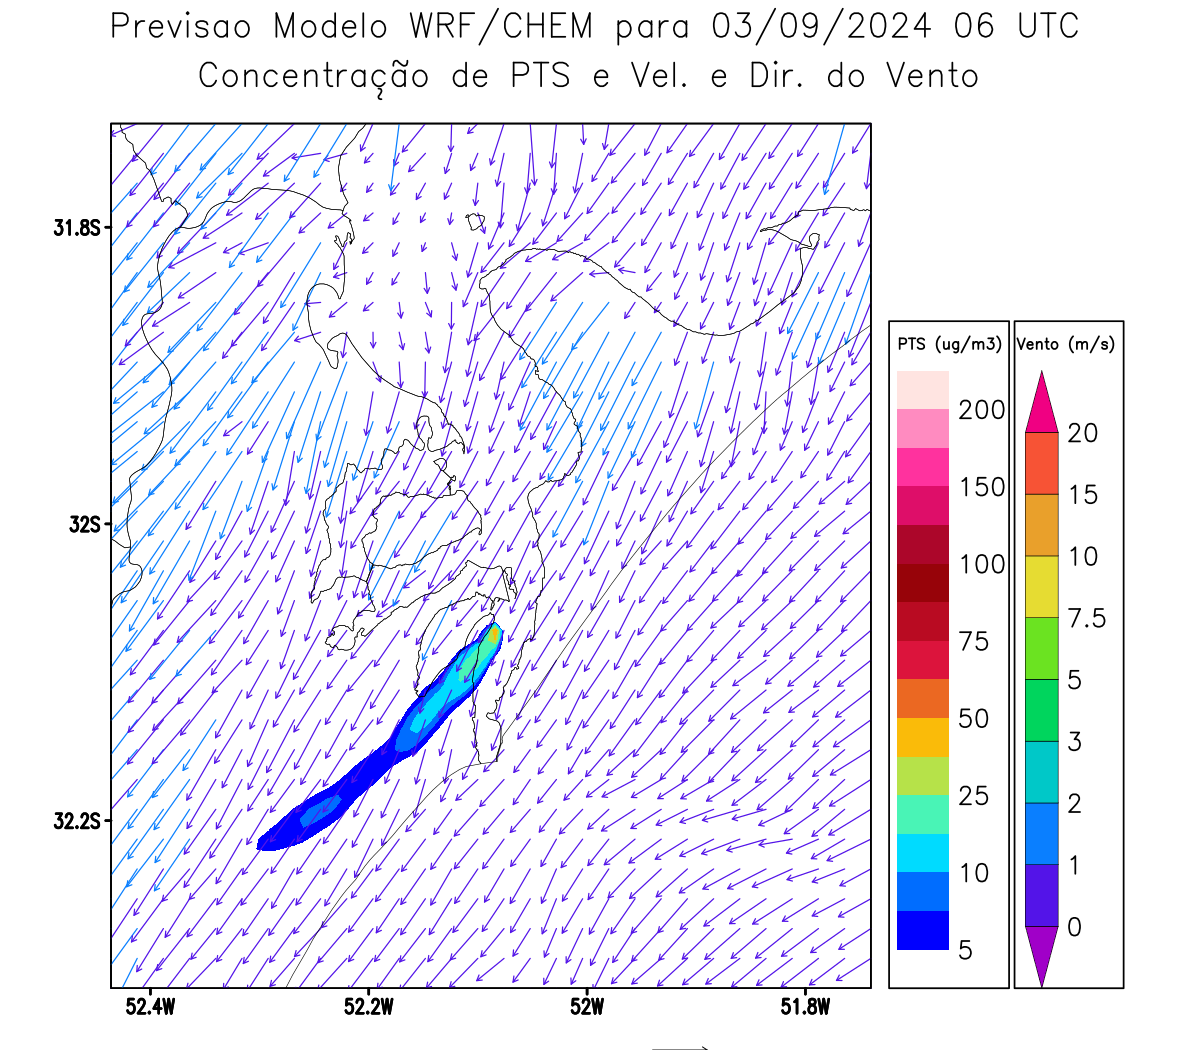 Previsao Modelo WRF/CHEM para 03/09/2024 06 UTC
Concentração de PTS e Vel. e Dir. do Vento
31.8S
32S
32.2S
52.4W
52.2W
52W
51.8W
PTS (ug/m3)
200
150
100
75
50
25
10
5
Vento (m/s)
20
15
10
7.5
5
3
2
1
0